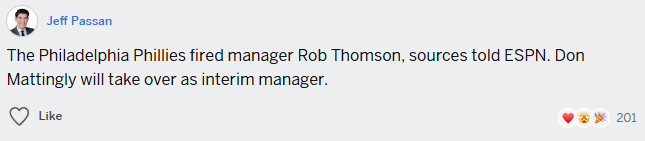 Jeff Passan
The Philadelphia Phillies fired manager Rob Thomson, sources told ESPN. Don
Mattingly will take over as interim manager.
Like
201